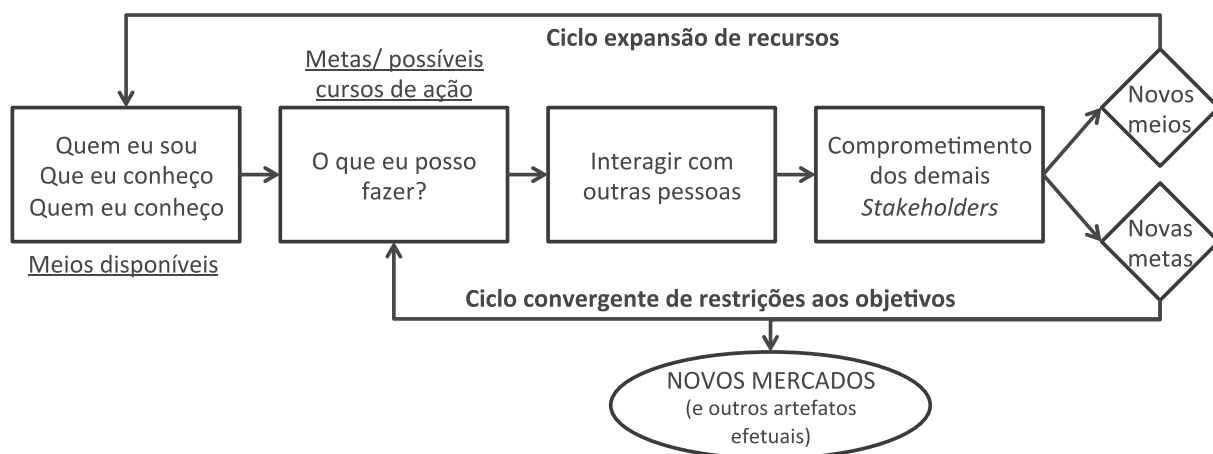 Ciclo expansão de recursos
Metas/ possíveis
cursos de ação
Quem eu sou
Que eu conheço
Quem eu conheço
Meios disponíveis
O que eu posso
fazer?
Interagir com
outras pessoas
Comprometimento
dos demais
Stakeholders
Novos
meios
Novas
metas
Ciclo convergente de restrições aos objetivos
NOVOS MERCADOS
(e outros artefatos
efetuais)